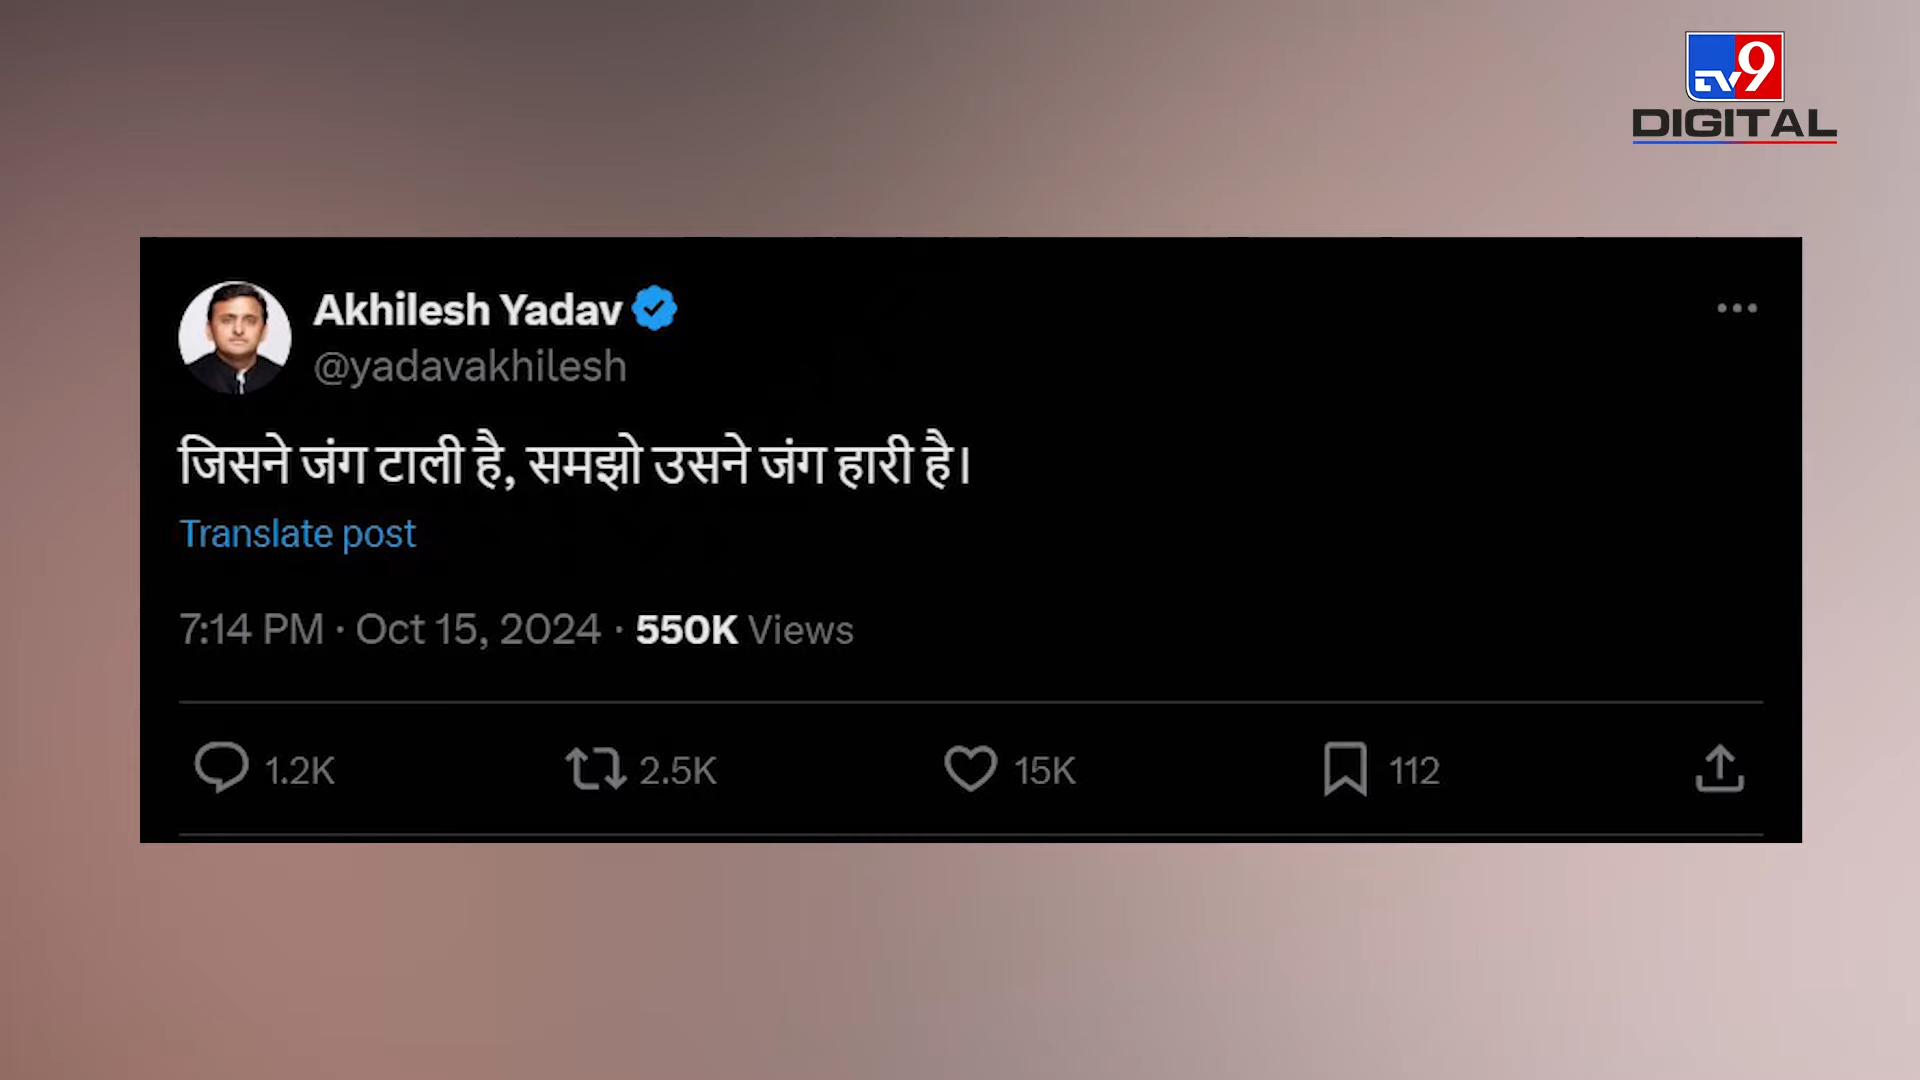 TV9
DIGITAL
Akhilesh Yadav
@yadavakhilesh
जिसने जंग टाली है, समझो उसने जंग हारी है।
Translate post
7:14 PM · Oct 15, 2024 · 550K Views
1.2K 2.5K 15K 112